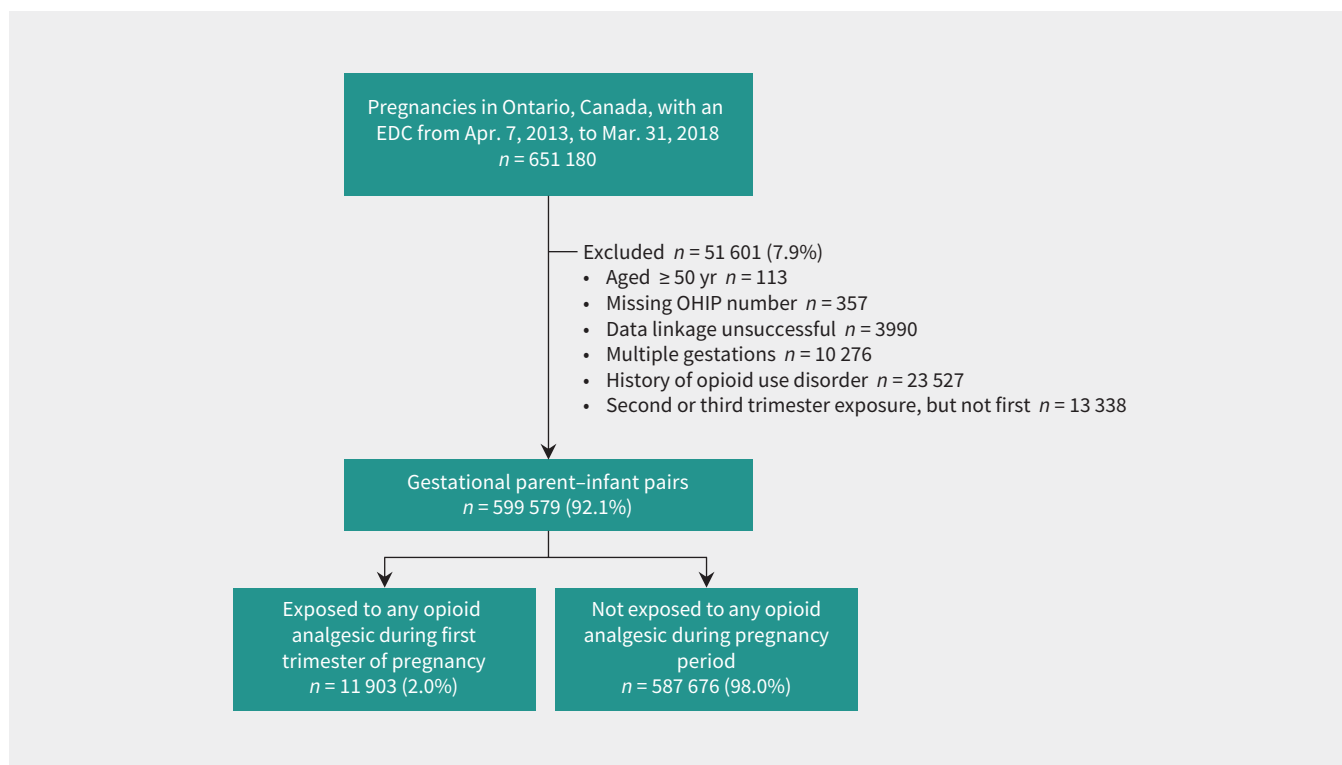 Pregnancies in Ontario, Canada, with an
EDC from Apr. 7, 2013, to Mar. 31, 2018
n = 651 180
Excluded n = 51 601 (7.9%)
• Aged ≥ 50 yr n = 113
• Missing OHIP number n = 357
• Data linkage unsuccessful n = 3990
• Multiple gestations n = 10 276
• History of opioid use disorder n = 23 527
• Second or third trimester exposure, but not first n = 13 338
Gestational parent–infant pairs
n = 599 579 (92.1%)
Exposed to any opioid
analgesic during first
trimester of pregnancy
n = 11 903 (2.0%)
Not exposed to any opioid
analgesic during pregnancy
period
n = 587 676 (98.0%)